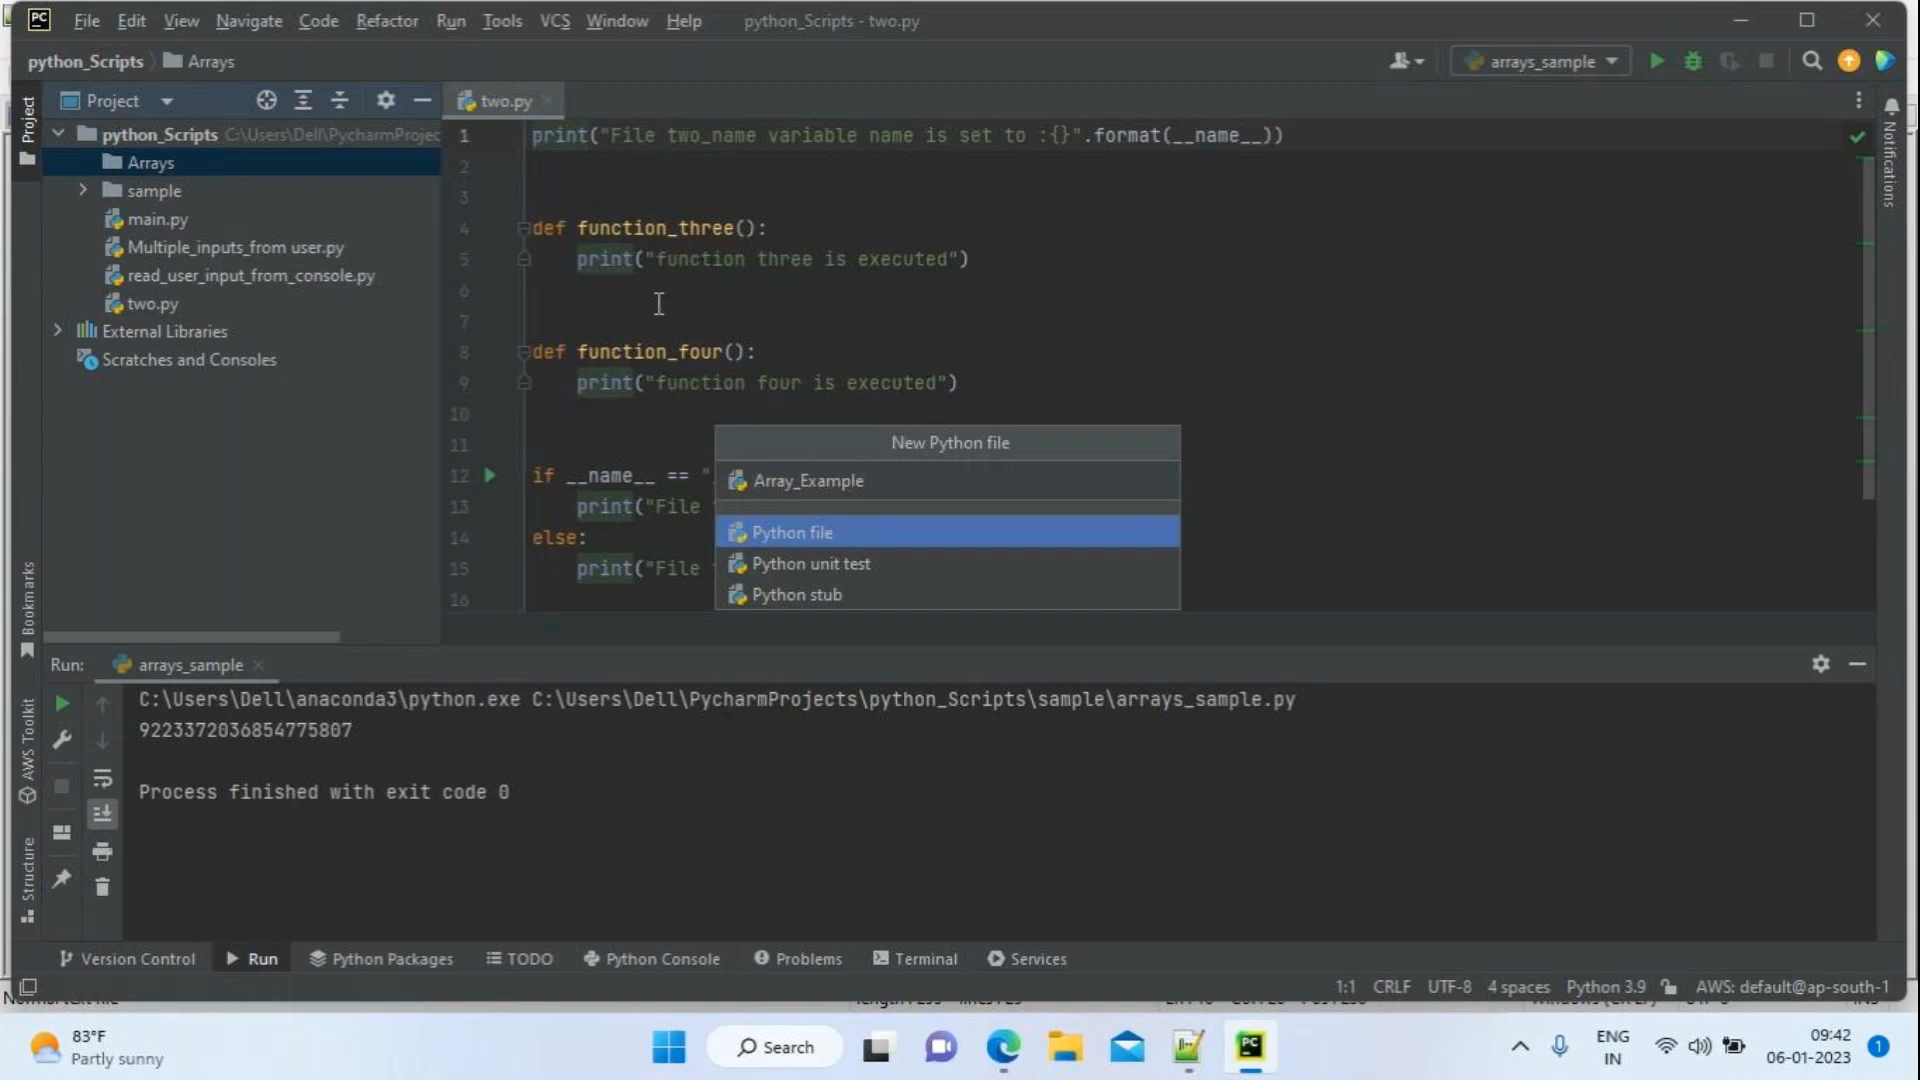 PC File Edit View Navigate Code Refactor Run Tools VCS Window Help python_Scripts - two.py
python_Scripts Arrays arrays_sample
Project two.py
Project
python_Scripts C:\Users\Dell\PycharmProjec
Arrays
sample
main.py
Multiple_inputs_from user.py
read_user_input_from_console.py
two.py
External Libraries
Scratches and Consoles
Bookmarks
AWS Toolkit
Structure
Notifications
1 print("File two_name variable name is set to :{}".format(__name__))
2
3
4 def function_three():
5 print("function three is executed")
6
7
8 def function_four():
9 print("function four is executed")
10
11
12 if __name__ == "
13 print("File
14 else:
15 print("File
16
New Python file
Array_Example
Python file
Python unit test
Python stub
Run: arrays_sample
C:\Users\Dell\anaconda3\python.exe C:\Users\Dell\PycharmProjects\python_Scripts\sample\arrays_sample.py
9223372036854775807
Process finished with exit code 0
Version Control Run Python Packages TODO Python Console Problems Terminal Services
1:1 CRLF UTF-8 4 spaces Python 3.9 AWS: default@ap-south-1
83°F
Partly sunny
Search
PC
ENG
IN
09:42
06-01-2023
1